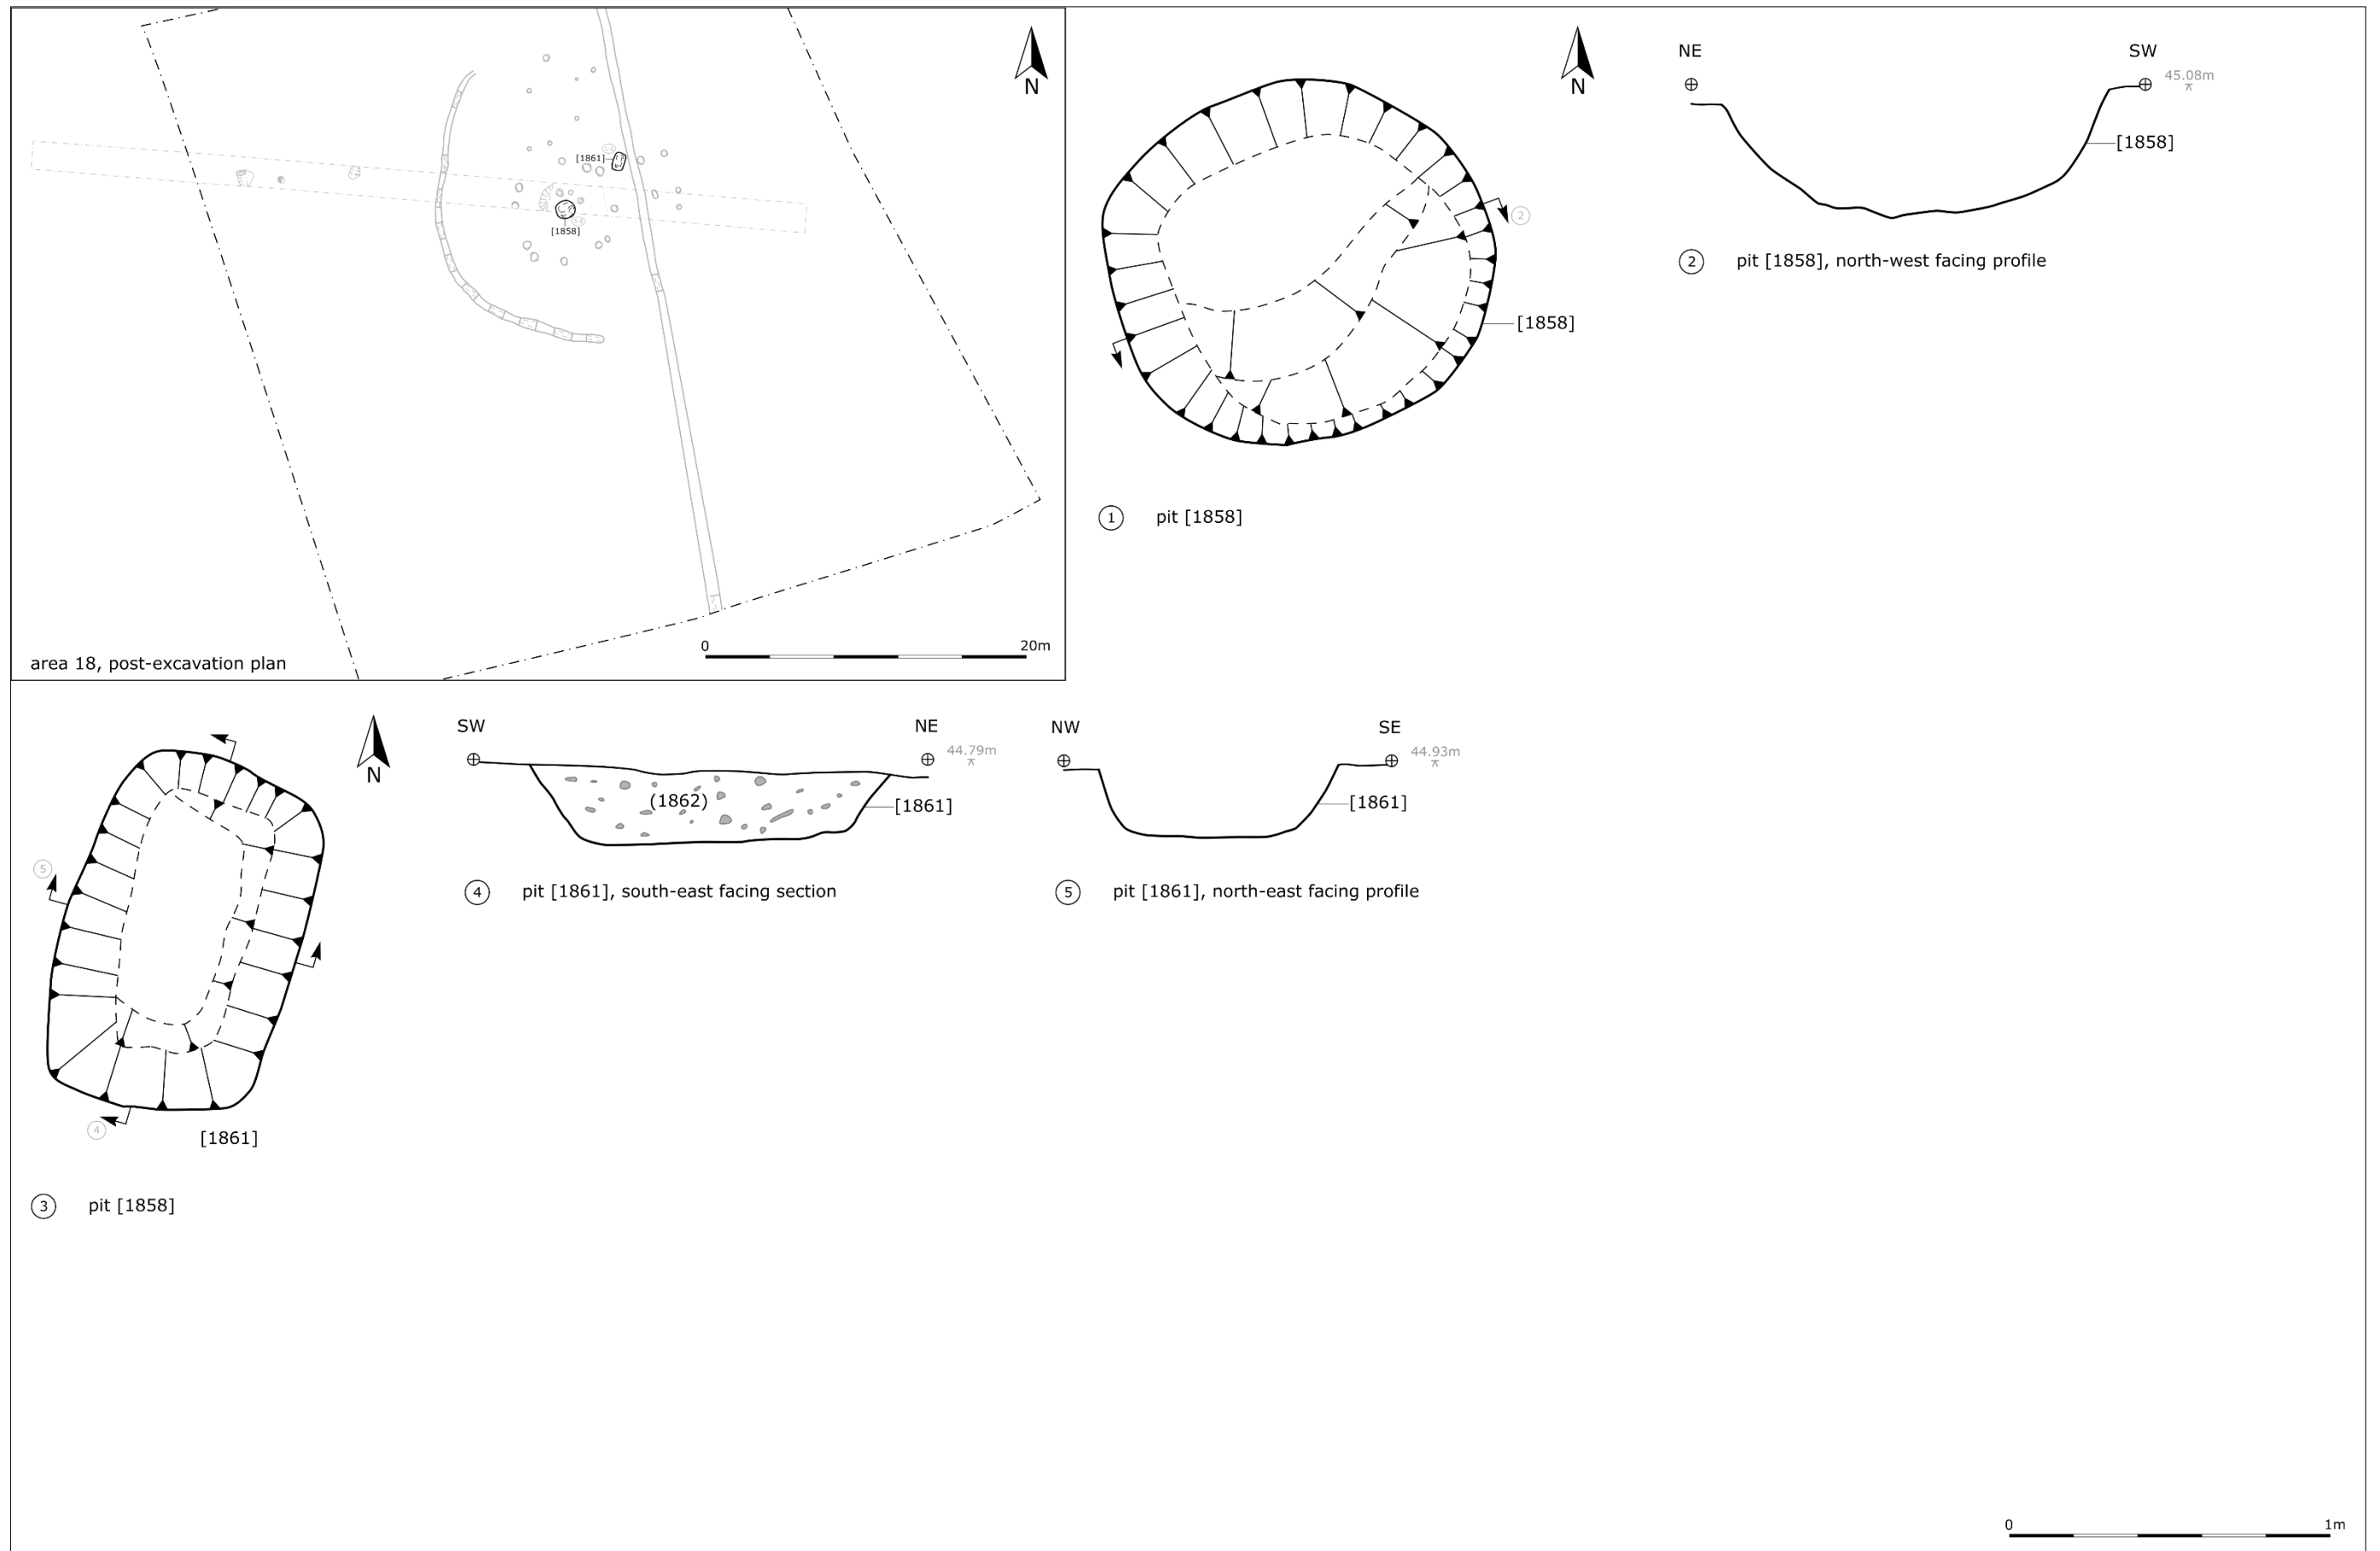 N
[1861]
[1858]
0 20m
area 18, post-excavation plan
N
2
[1858]
1 pit [1858]
NE SW
45.08m
[1858]
2 pit [1858], north-west facing profile
N
5
4
[1861]
3 pit [1858]
SW NE
44.79m
(1862)
[1861]
4 pit [1861], south-east facing section
NW SE
44.93m
[1861]
5 pit [1861], north-east facing profile
0 1m